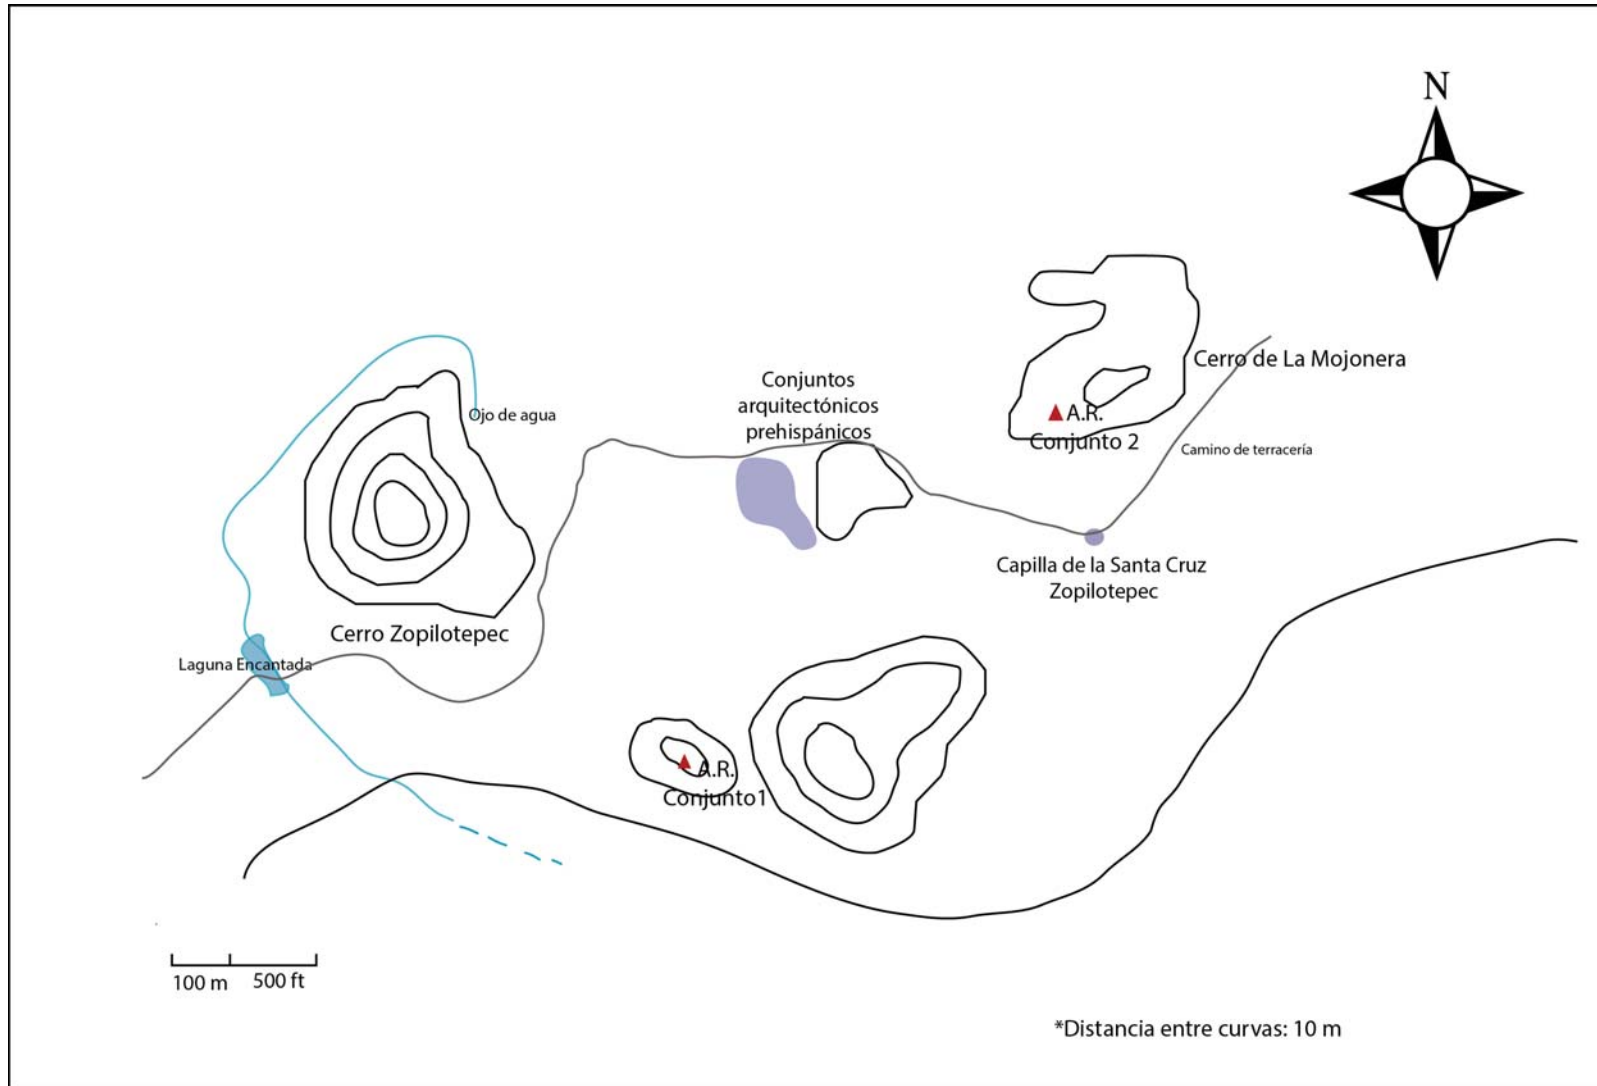 N
Conjuntos
arquitectónicos
prehispánicos
Cerro de La Mojonera
Ojo de agua
A.R.
Conjunto 2
Camino de terracería
Capilla de la Santa Cruz
Zopilotepec
Cerro Zopilotepec
Laguna Encantada
A.R.
Conjunto1
100 m
500 ft
*Distancia entre curvas: 10 m